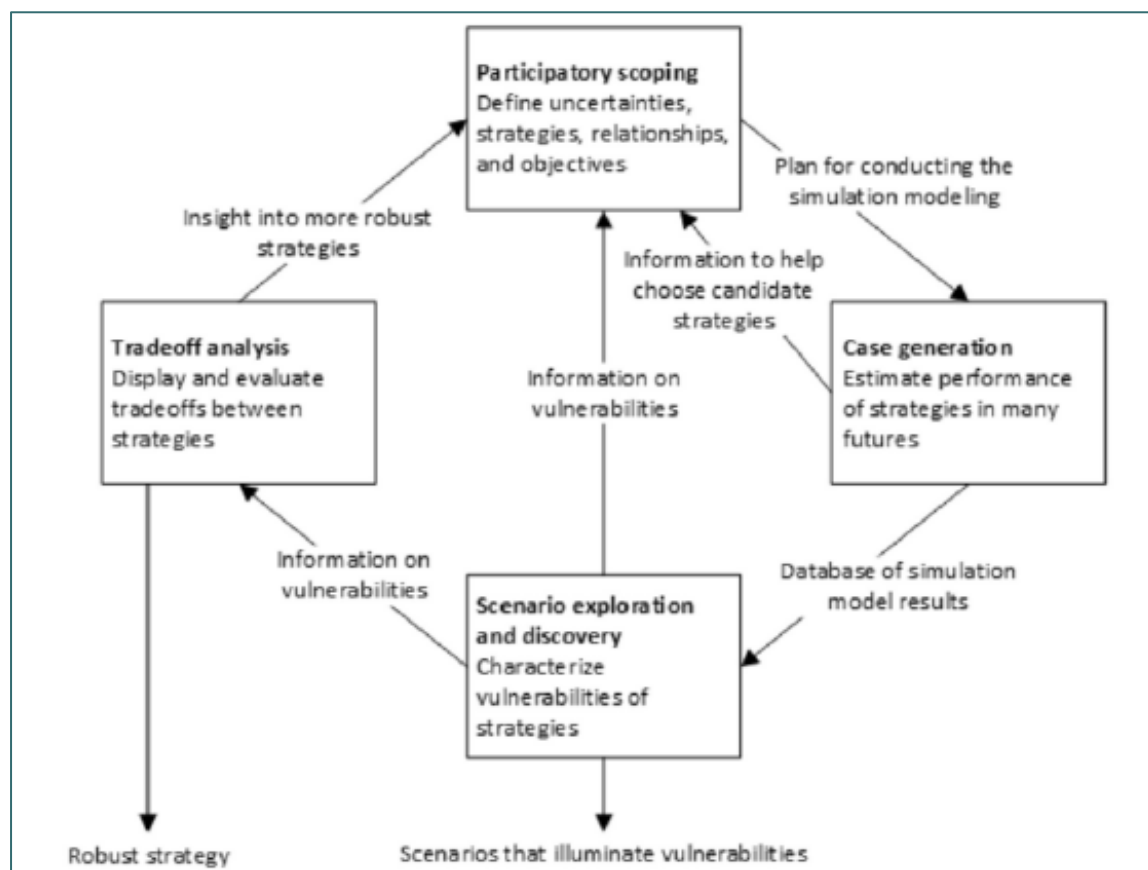 Participatory scoping
Define uncertainties,
strategies, relationships,
and objectives
Plan for conducting the
simulation modeling
Insight into more robust
strategies
Information to help
choose candidate
strategies
Tradeoff analysis
Display and evaluate
tradeoffs between
strategies
Case generation
Estimate performance
of strategies in many
futures
Information on
vulnerabilities
Information on
vulnerabilities
Database of simulation
model results
Scenario exploration
and discovery
Characterize
vulnerabilities of
strategies
Robust strategy
Scenarios that illuminate vulnerabilities